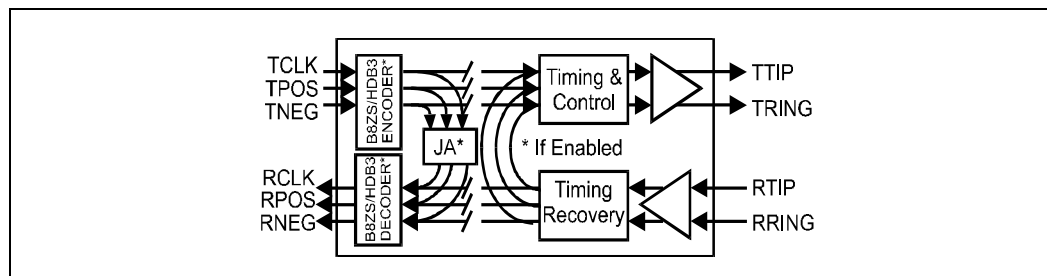 TCLK
TPOS
TNEG
B8ZS/HDB3
ENCODER*
Timing &
Control
TTIP
TRING
JA*
* If Enabled
RCLK
RPOS
RNEG
B8ZS/HDB3
DECODER*
Timing
Recovery
RTIP
RRING